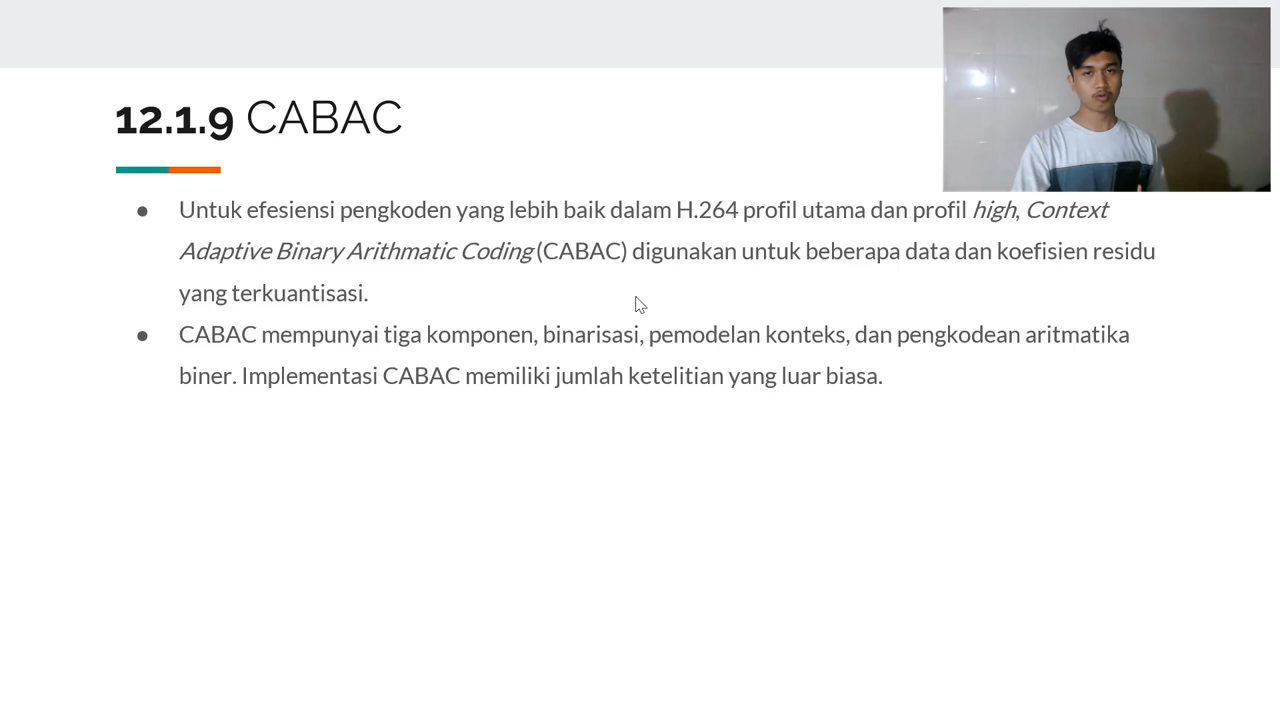 12.1.9 CABAC
● Untuk efesiensi pengkoden yang lebih baik dalam H.264 profil utama dan profil high, Context
Adaptive Binary Arithmatic Coding (CABAC) digunakan untuk beberapa data dan koefisien residu
yang terkuantisasi.
● CABAC mempunyai tiga komponen, binarisasi, pemodelan konteks, dan pengkodean aritmatika
biner. Implementasi CABAC memiliki jumlah ketelitian yang luar biasa.